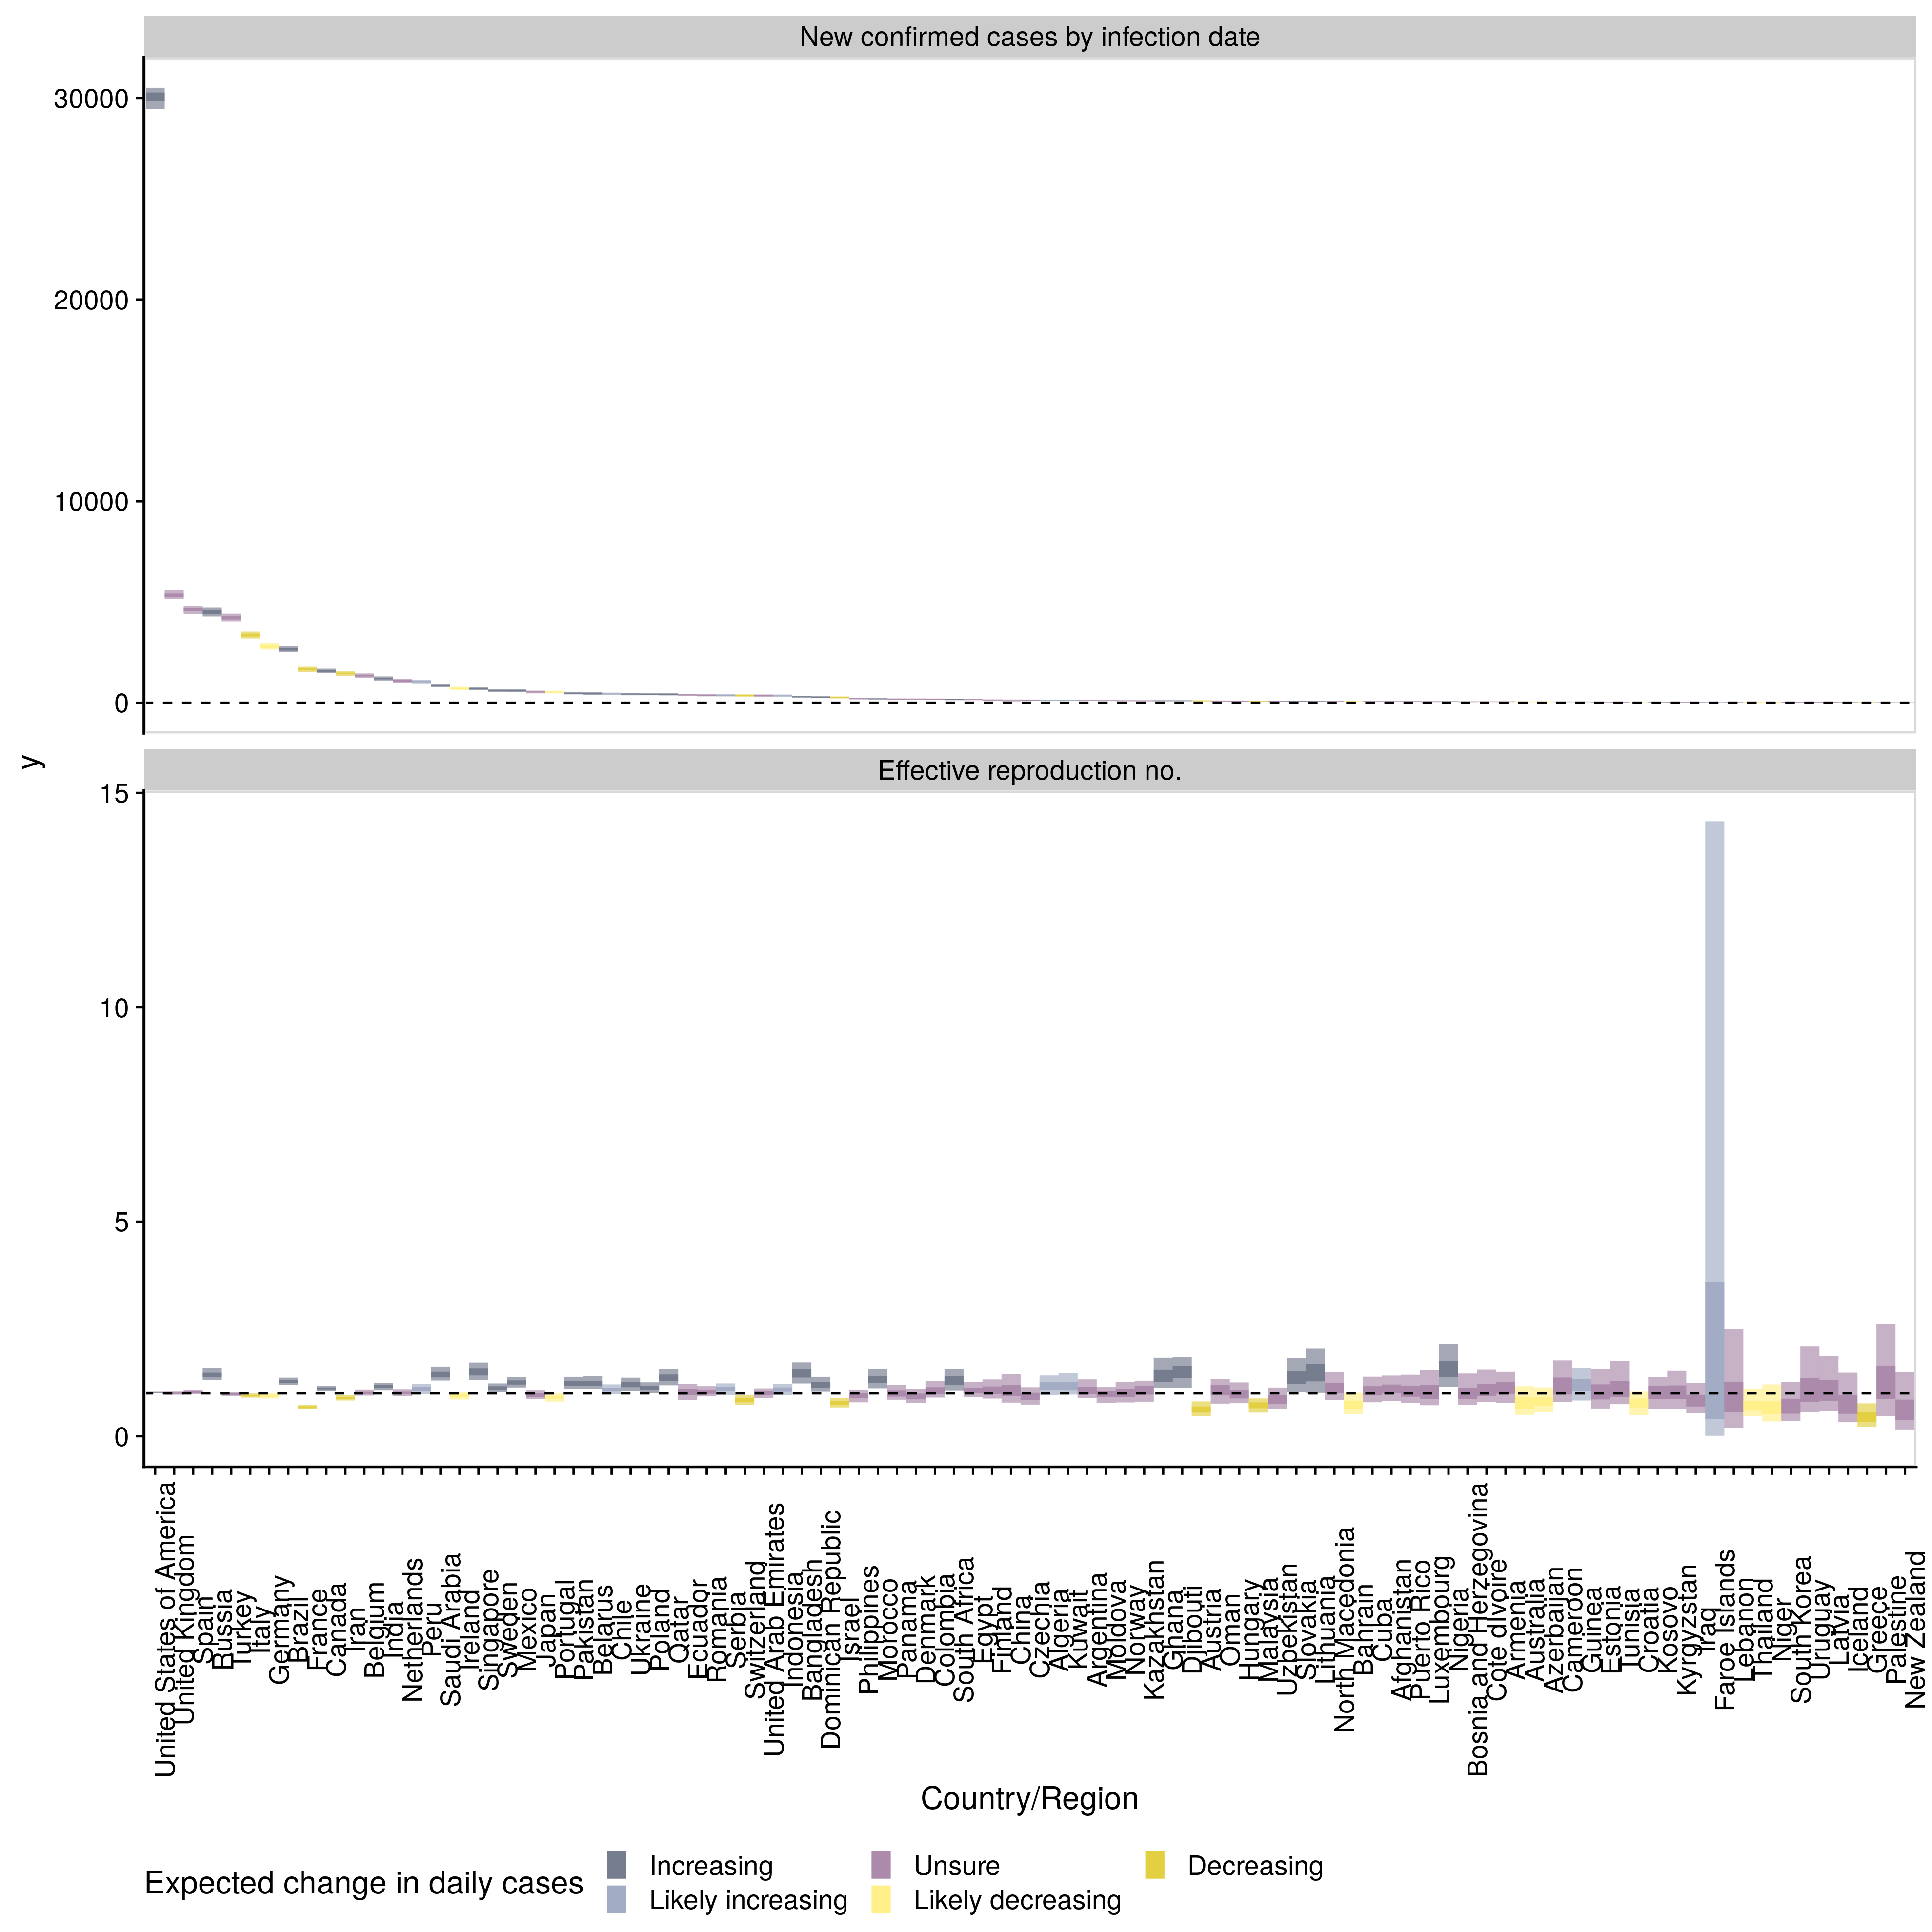 New confirmed cases by infection date
30000
20000
10000
0
y
Effective reproduction no.
15
10
5
0
United States of America
United Kingdom
Spain
Russia
Turkey
Italy
Germany
Brazil
France
Canada
Iran
Belgium
India
Netherlands
Peru
Saudi Arabia
Ireland
Singapore
Sweden
Mexico
Japan
Portugal
Pakistan
Belarus
Chile
Ukraine
Poland
Qatar
Ecuador
Romania
Serbia
Switzerland
United Arab Emirates
Indonesia
Bangladesh
Dominican Republic
Israel
Philippines
Morocco
Panama
Denmark
Colombia
South Africa
Egypt
Finland
China
Czechia
Algeria
Kuwait
Argentina
Moldova
Norway
Kazakhstan
Ghana
Djibouti
Austria
Oman
Hungary
Malaysia
Uzbekistan
Slovakia
Lithuania
North Macedonia
Bahrain
Cuba
Afghanistan
Puerto Rico
Luxembourg
Nigeria
Bosnia and Herzegovina
Cote dIvoire
Armenia
Australia
Azerbaijan
Cameroon
Guinea
Estonia
Tunisia
Croatia
Kosovo
Kyrgyzstan
Iraq
Faroe Islands
Lebanon
Thailand
Niger
South Korea
Uruguay
Latvia
Iceland
Greece
Palestine
New Zealand
Country/Region
Expected change in daily cases
Increasing
Unsure
Decreasing
Likely increasing
Likely decreasing